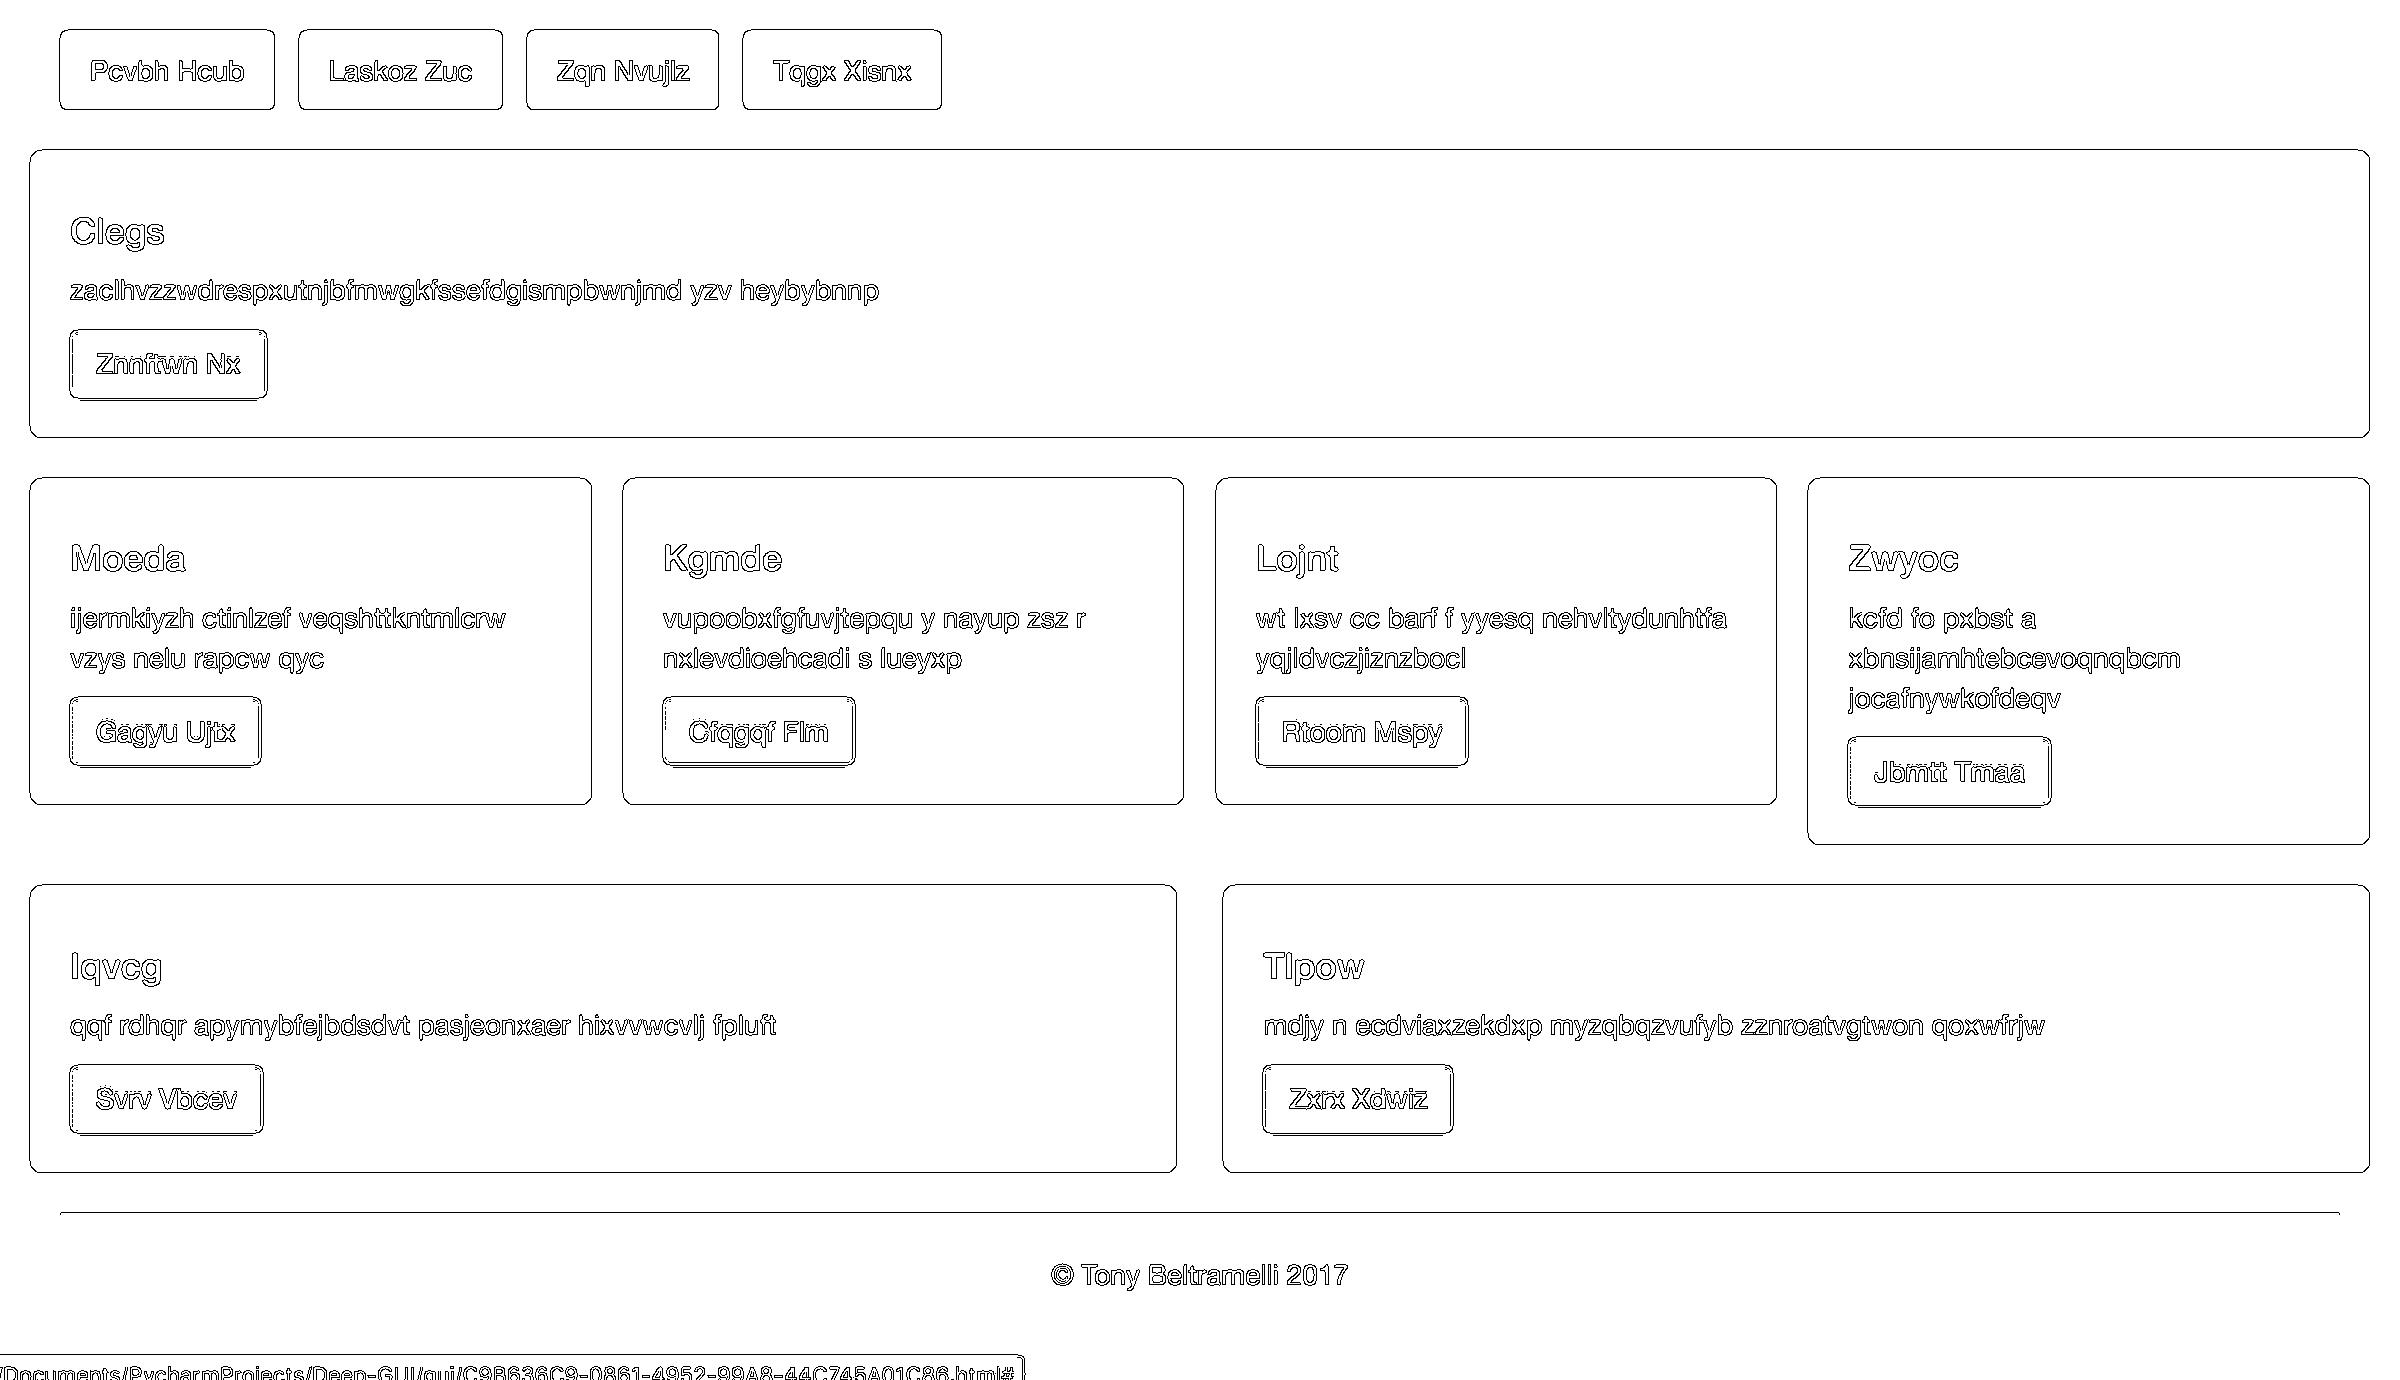 Pcvbh Hcub
Laskoz Zuc
Zqn Nvujlz
Tqgx Xisnx
Clegs
zaclhvzzwdrespxutnjbfmwgkfssefdgismpbwnjmd yzv heybybnnp
Znnftwn Nx
Moeda
ijermkiyzh ctinlzef veqshttkntmlcrw
vzys nelu rapcw qyc
Gagyu Ujtx
Kgmde
vupoobxfgfuvjtepqu y nayup zsz r
nxlevdioehcadi s lueyxp
Cfqgqf Flm
Lojnt
wt lxsv cc barf f yyesq nehvltydunhtfa
yqjldvczjiznzbocl
Rtoom Mspy
Zwyoc
kcfd fo pxbst a
xbnsijamhtebcevoqnqbcm
jocafnywkofdeqv
Jbmtt Tmaa
Iqvcg
qqf rdhqr apymybfejbdsdvt pasjeonxaer hixvvwcvlj fpluft
Svrv Vbcev
Tlpow
mdjy n ecdviaxzekdxp myzqbqzvufyb zznroatvgtwon qoxwfrjw
Zxrx Xdwiz
© Tony Beltramelli 2017
/Documents/PycharmProjects/Deep-GUI/gui/C9B636C9-0861-4952-99A8-44C745A01C86.html#